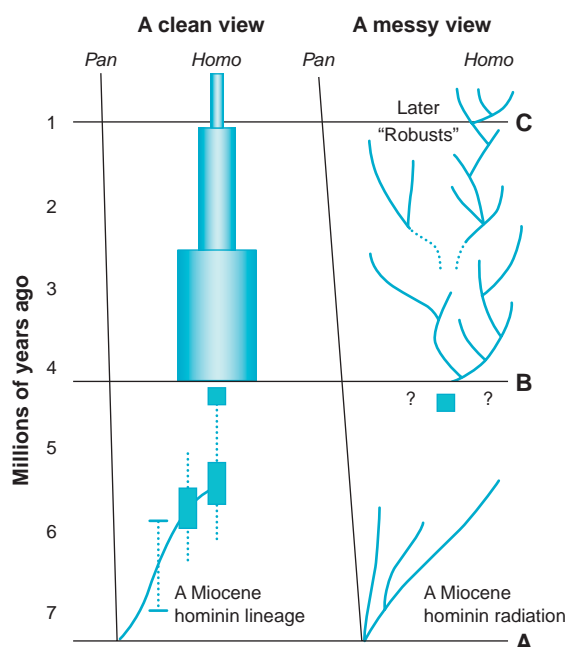 A clean view
A messy view
Pan
Homo
Pan
Homo
Later
"Robusts"
C
B
A
1
2
3
4
5
6
7
Millions of years ago
? ?
A Miocene
hominin lineage
A Miocene
hominin radiation